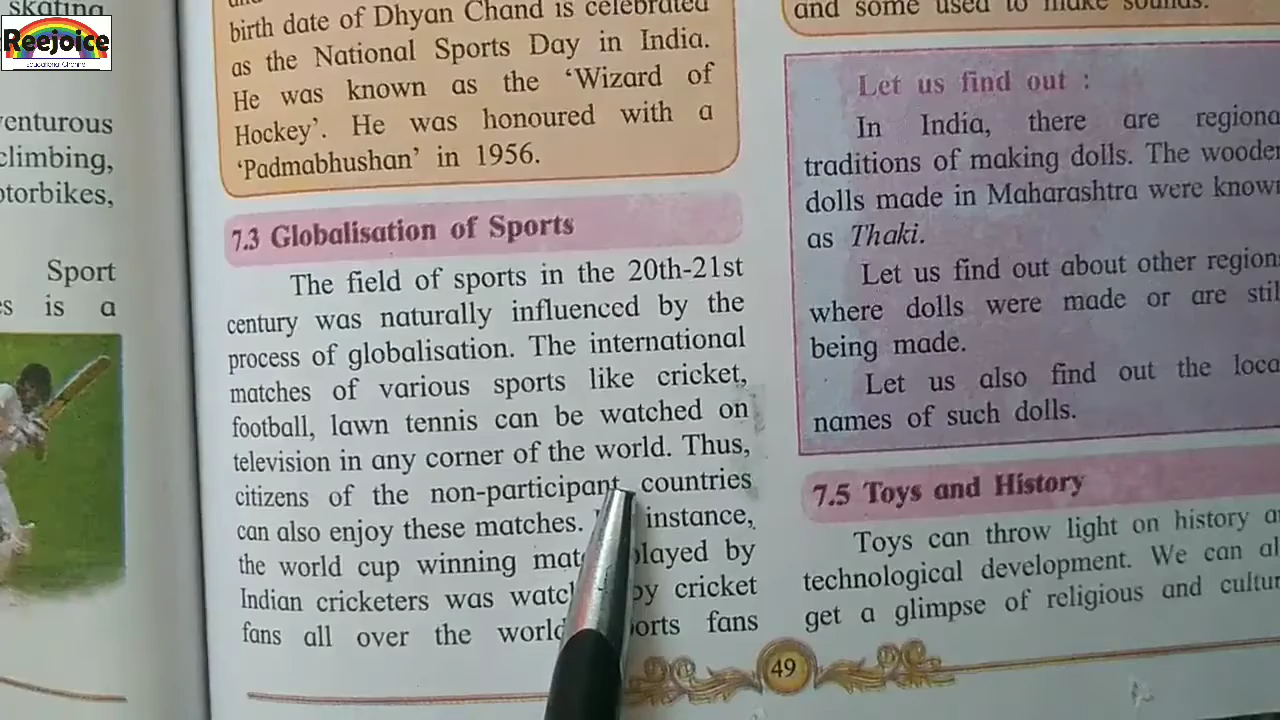 skating
Reejoice
Educational Channel
venturous
climbing,
otorbikes,
Sport
es is a
and
birth date of Dhyan Chand is celebrated
as the National Sports Day in India.
He was known as the ‘Wizard of
Hockey’. He was honoured with a
‘Padmabhushan’ in 1956.
7.3 Globalisation of Sports
The field of sports in the 20th-21st
century was naturally influenced by the
process of globalisation. The international
matches of various sports like cricket,
football, lawn tennis can be watched on
television in any corner of the world. Thus,
citizens of the non-participant countries
can also enjoy these matches. instance,
the world cup winning played by
Indian cricketers was by cricket
fans all over the world fans
and some used to make sounds.
Let us find out :
In India, there are regiona
traditions of making dolls. The wooden
dolls made in Maharashtra were known
as Thaki.
Let us find out about other region
where dolls were made or are stil
being made.
Let us also find out the loca
names of such dolls.
7.5 Toys and History
Toys can throw light on history a
technological development. We can al
get a glimpse of religious and cultur
49